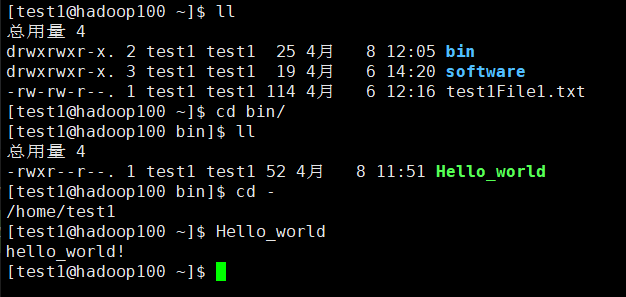 [test1@hadoop100 ~]$ ll
总用量 4
drwxrwxr-x. 2 test1 test1  25 4月   8 12:05 bin
drwxrwxr-x. 3 test1 test1  19 4月   6 14:20 software
-rw-rw-r--. 1 test1 test1 114 4月   6 12:16 test1File1.txt
[test1@hadoop100 ~]$ cd bin/
[test1@hadoop100 bin]$ ll
总用量 4
-rwxr--r--. 1 test1 test1 52 4月   8 11:51 Hello_world
[test1@hadoop100 bin]$ cd -
/home/test1
[test1@hadoop100 ~]$ Hello_world
hello_world!
[test1@hadoop100 ~]$